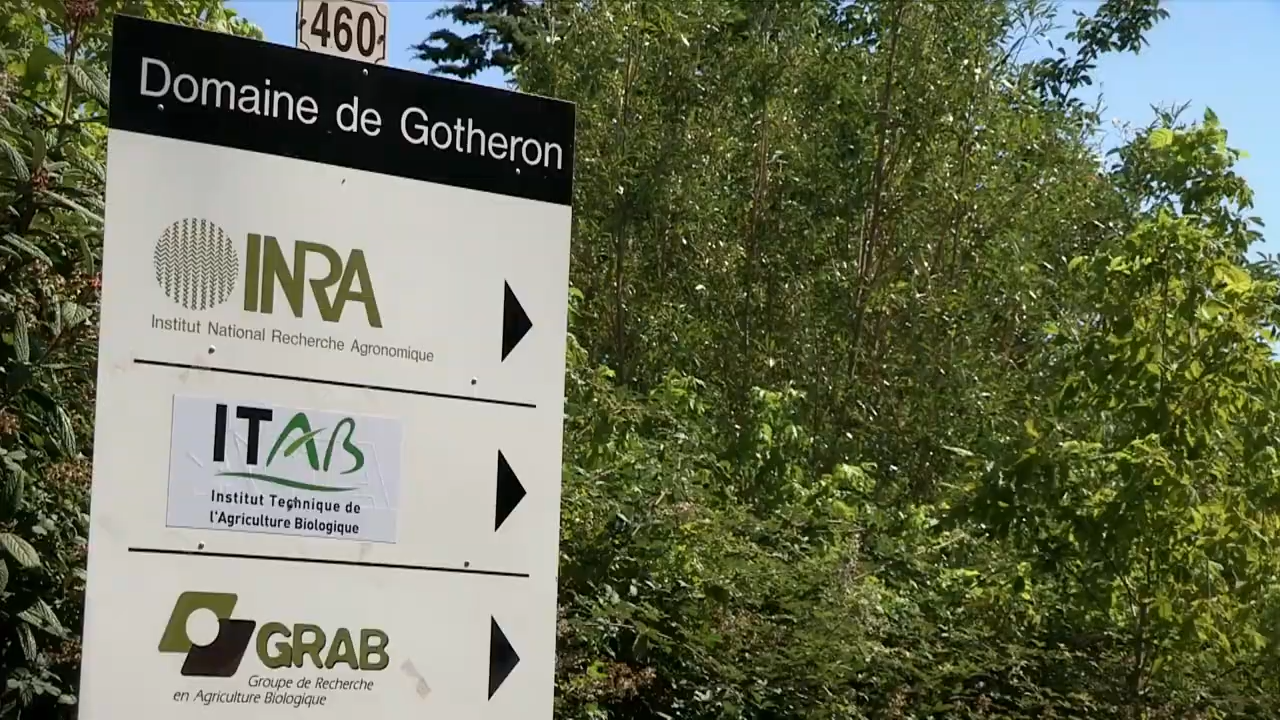 460
Domaine de Gotheron
INRA
Institut National Recherche Agronomique
ITAB
Institut Technique de
l'Agriculture Biologique
GRAB
Groupe de Recherche
en Agriculture Biologique